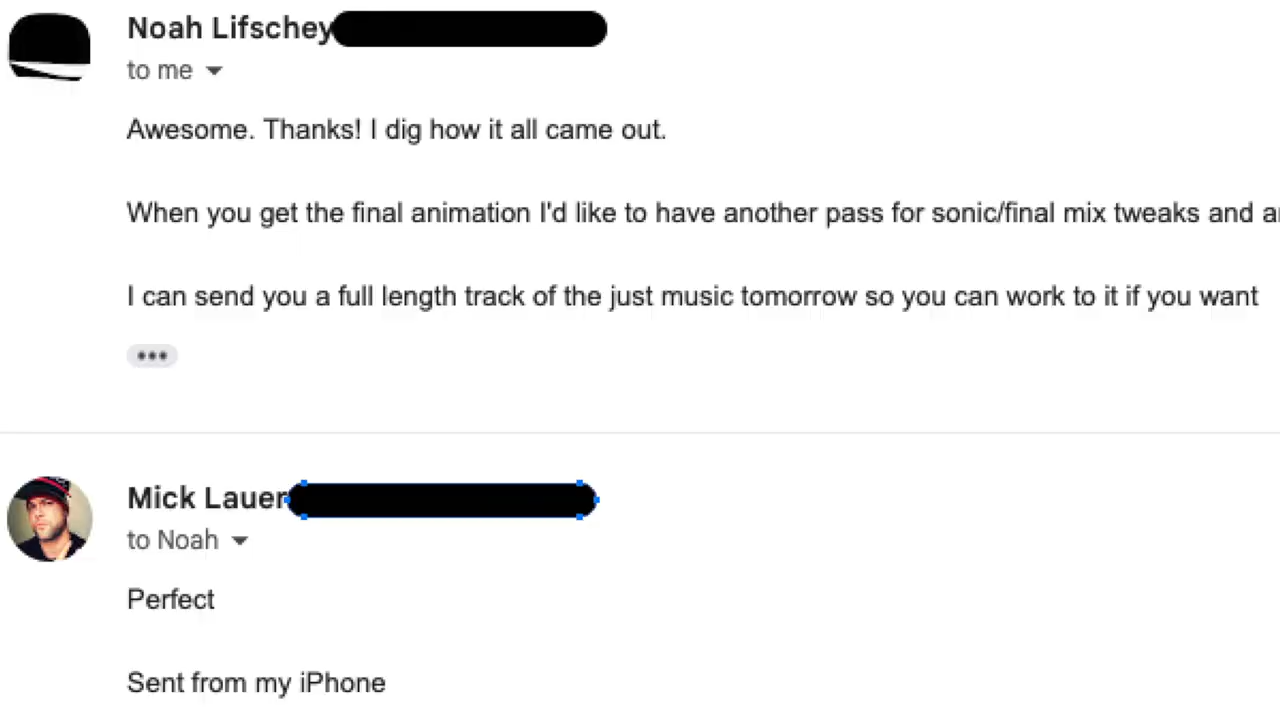 Noah Lifschey
to me
Awesome. Thanks! I dig how it all came out.
When you get the final animation I'd like to have another pass for sonic/final mix tweaks and
I can send you a full length track of the just music tomorrow so you can work to it if you want
Mick Lauer
to Noah
Perfect
Sent from my iPhone